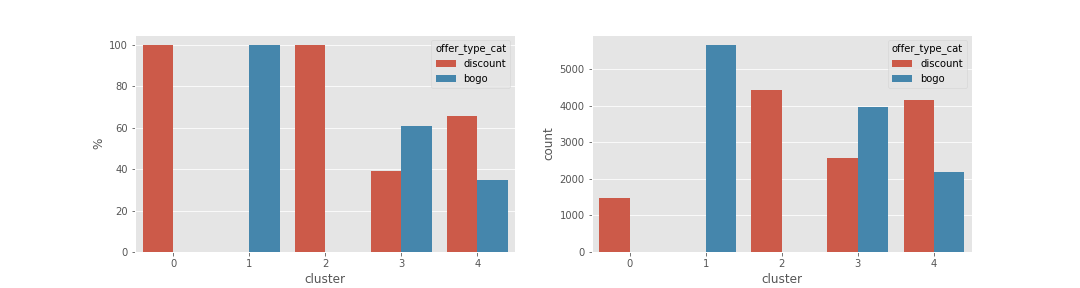 100
80
60
40
20
0
%
0 1 2 3 4
cluster
offer_type_cat
discount
bogo
5000
4000
3000
2000
1000
0
count
0 1 2 3 4
cluster
offer_type_cat
discount
bogo